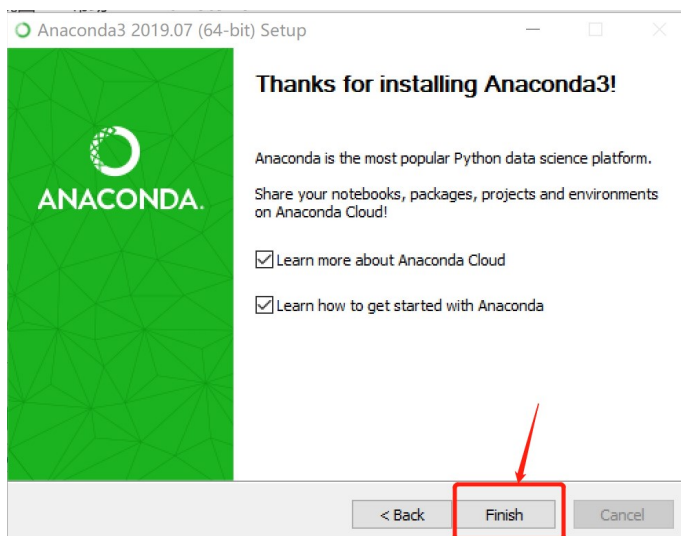 Anaconda3 2019.07 (64-bit) Setup
Thanks for installing Anaconda3!
Anaconda is the most popular Python data science platform.
Share your notebooks, packages, projects and environments
on Anaconda Cloud!
ANACONDA.
Learn more about Anaconda Cloud
Learn how to get started with Anaconda
< Back
Finish
Cancel